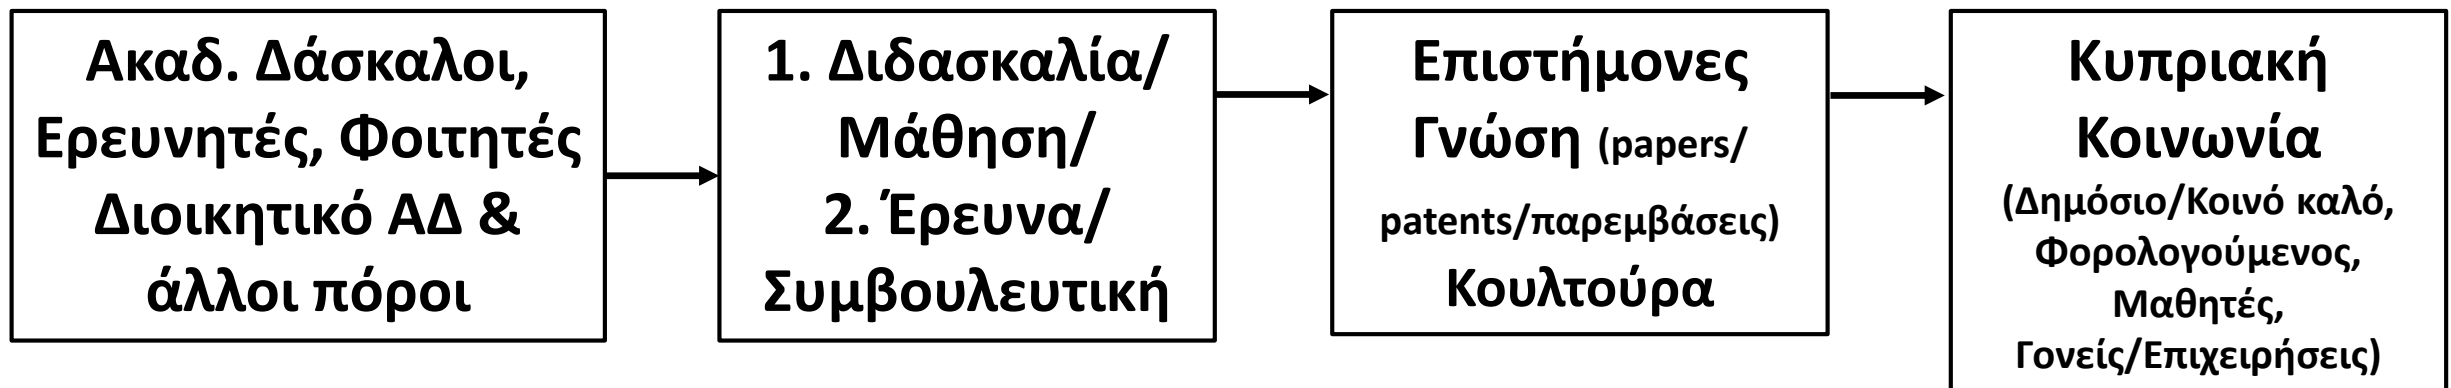 Ακαδ. Δάσκαλοι,
Ερευνητές, Φοιτητές
Διοικητικό ΑΔ &
άλλοι πόροι
1. Διδασκαλία/
Μάθηση/
2. Έρευνα/
Συμβουλευτική
Επιστήμονες
Γνώση (papers/
patents/παρεμβάσεις)
Κουλτούρα
Κυπριακή
Κοινωνία
(Δημόσιο/Κοινό καλό,
Φορολογούμενος,
Μαθητές,
Γονείς/Επιχειρήσεις)